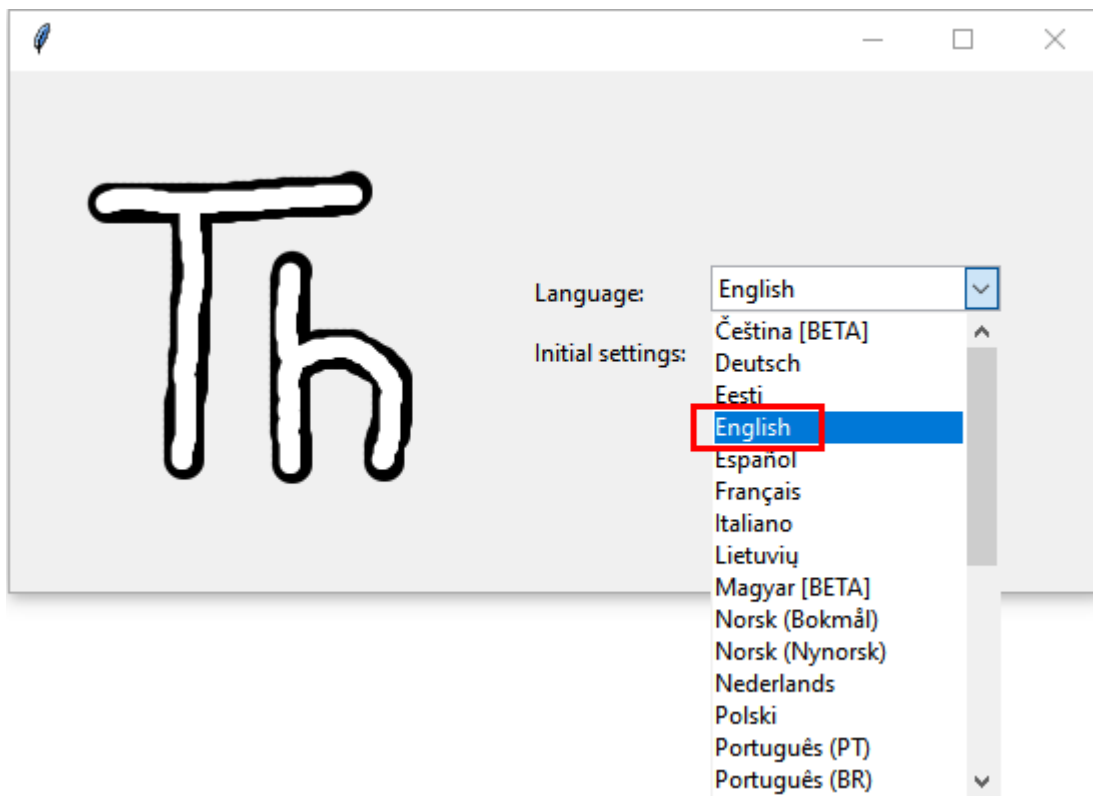 Th
Language:
English
Initial settings:
Čeština [BETA]
Deutsch
Eesti
English
Español
Français
Italiano
Lietuvių
Magyar [BETA]
Norsk (Bokmål)
Norsk (Nynorsk)
Nederlands
Polski
Português (PT)
Português (BR)